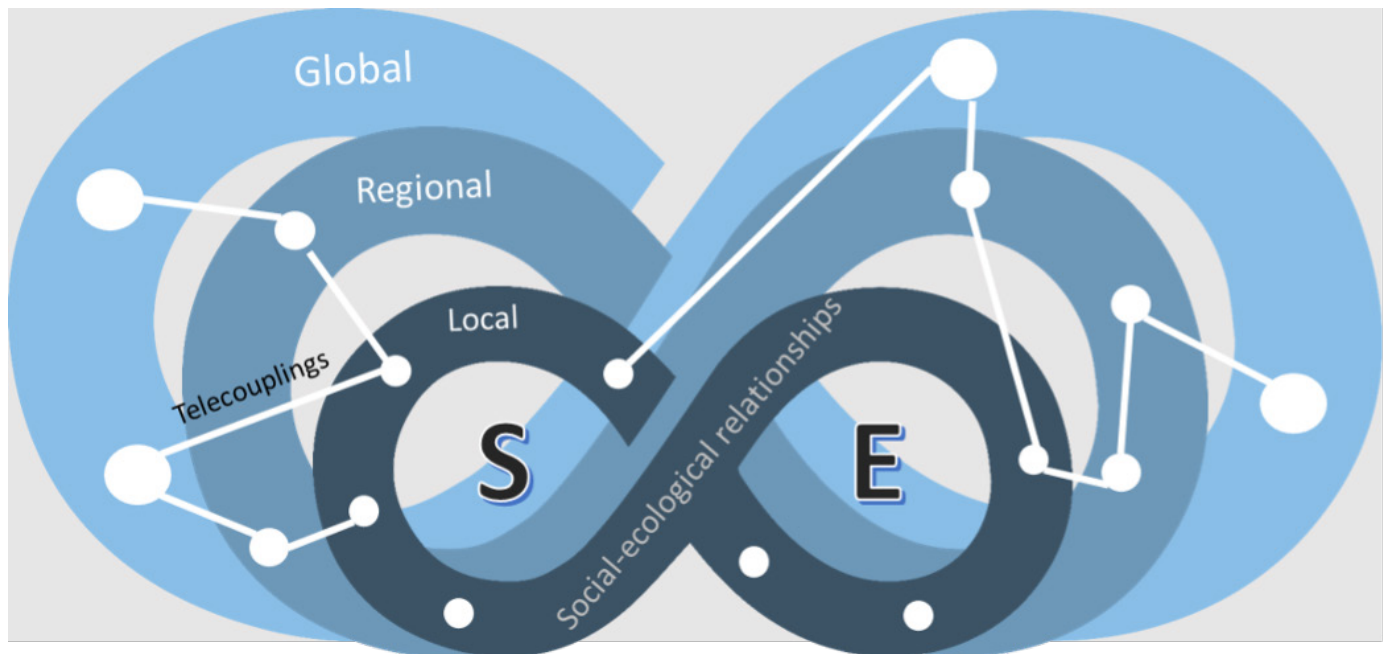 Global
Regional
Local
Telecouplings
S
E
Social-ecological relationships